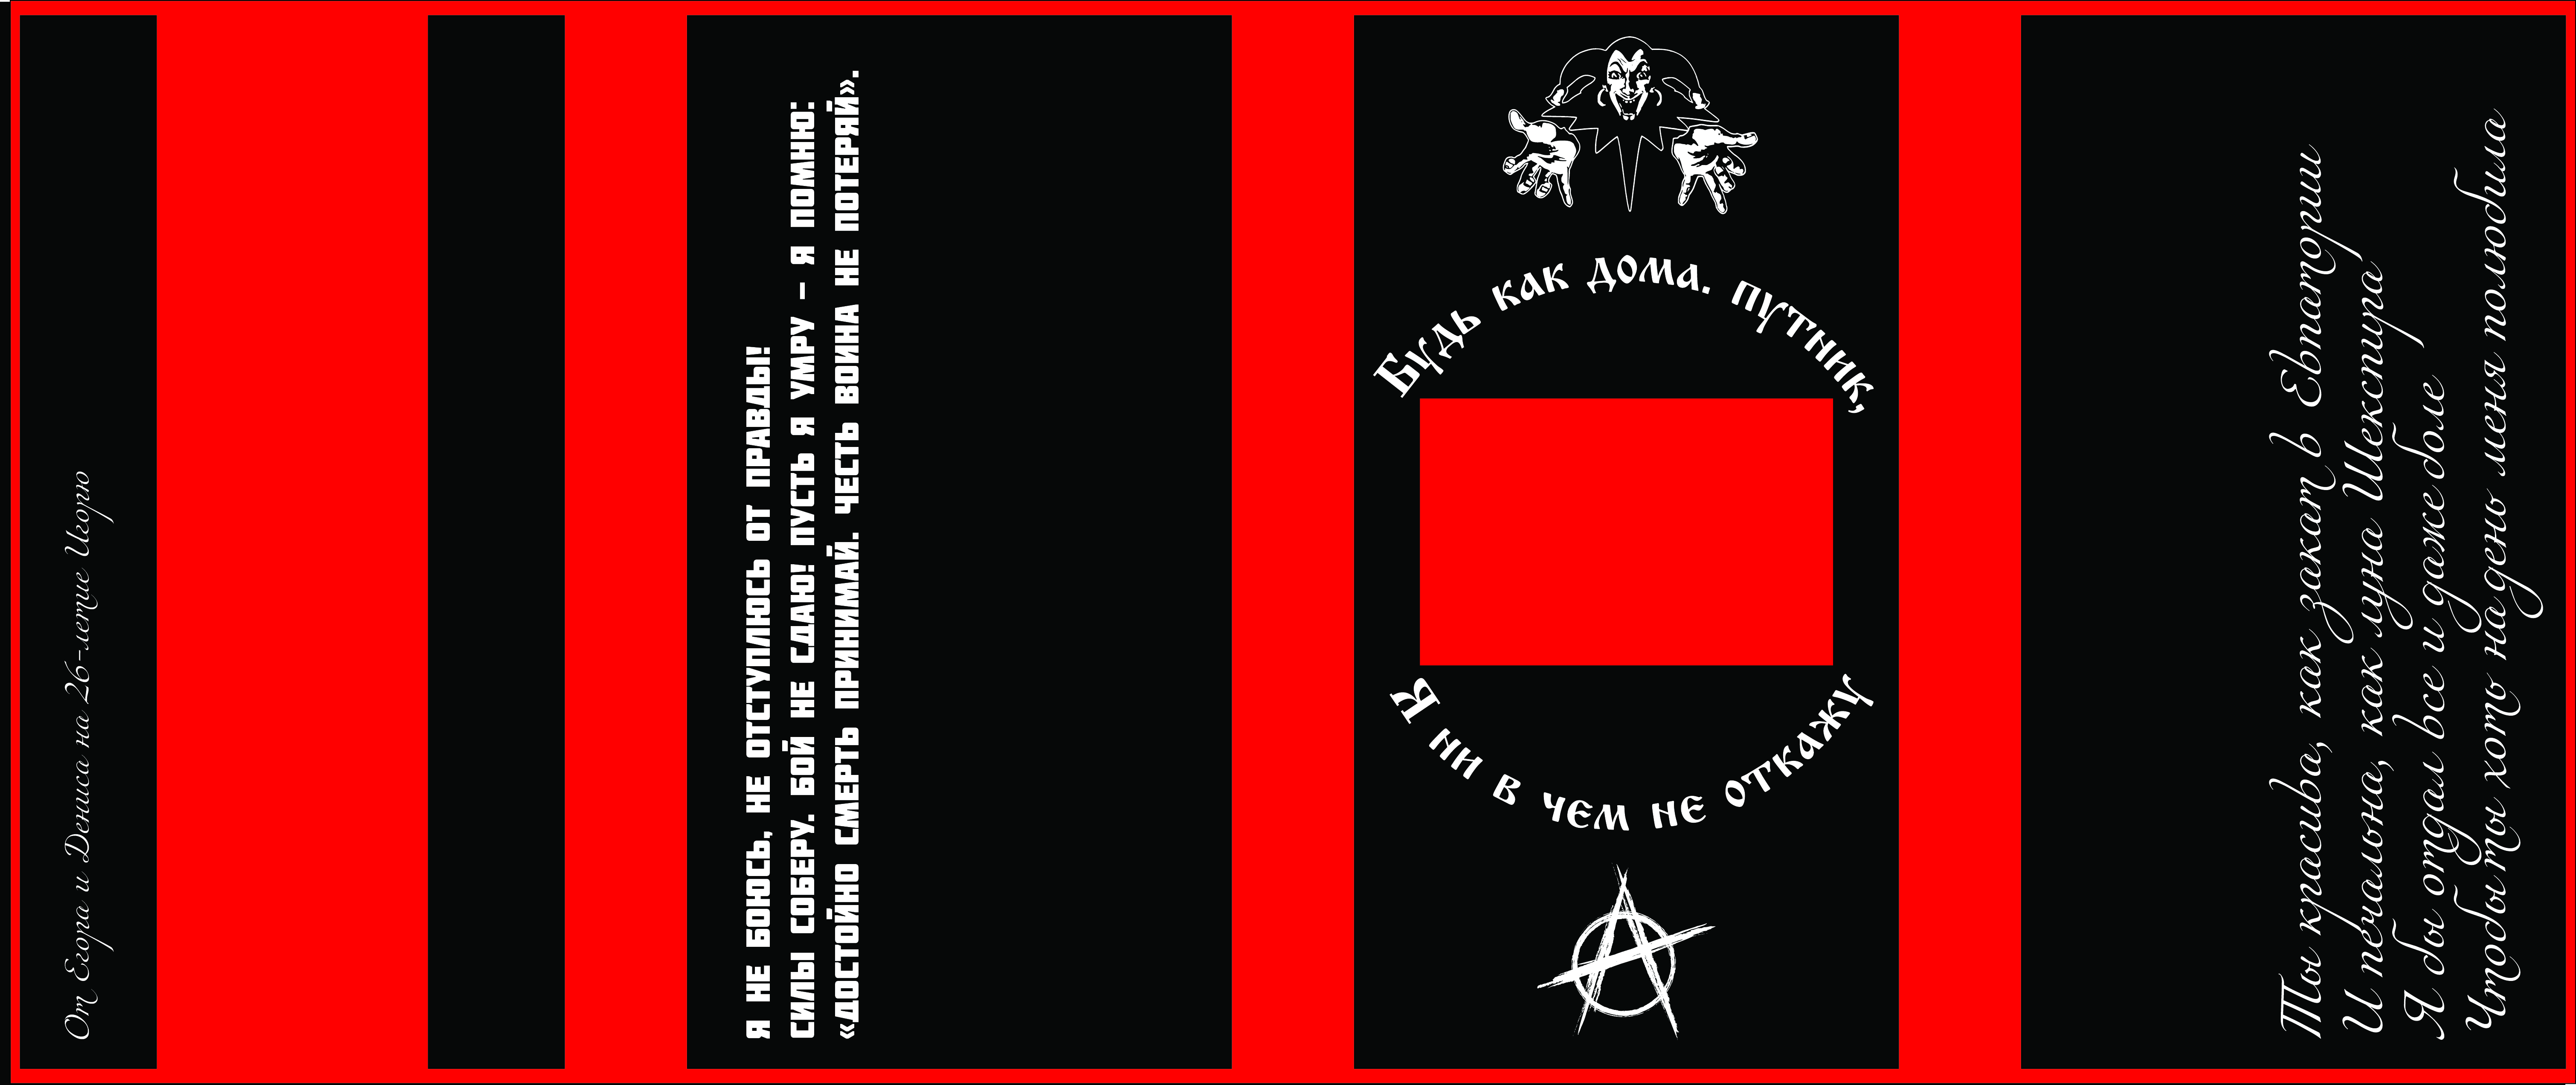 От Егора и Дениса на 26-летие Игорю
Я НЕ БОЮСЬ, НЕ ОТСТУПЛЮСЬ ОТ ПРАВДЫ!
СИЛЫ СОБЕРУ. БОЙ НЕ СДАЮ! ПУСТЬ Я УМРУ - Я ПОМНЮ:
«ДОСТОЙНО СМЕРТЬ ПРИНИМАЙ. ЧЕСТЬ ВОИНА НЕ ПОТЕРЯЙ».
Будь как дома. путник,
Я ни в чем не откажу
Ты красива, как закат в Евпатории
И печальна, как луна Шекспира
Я бы отдал все и даже боле
Чтобы ты хоть на день меня полюбила